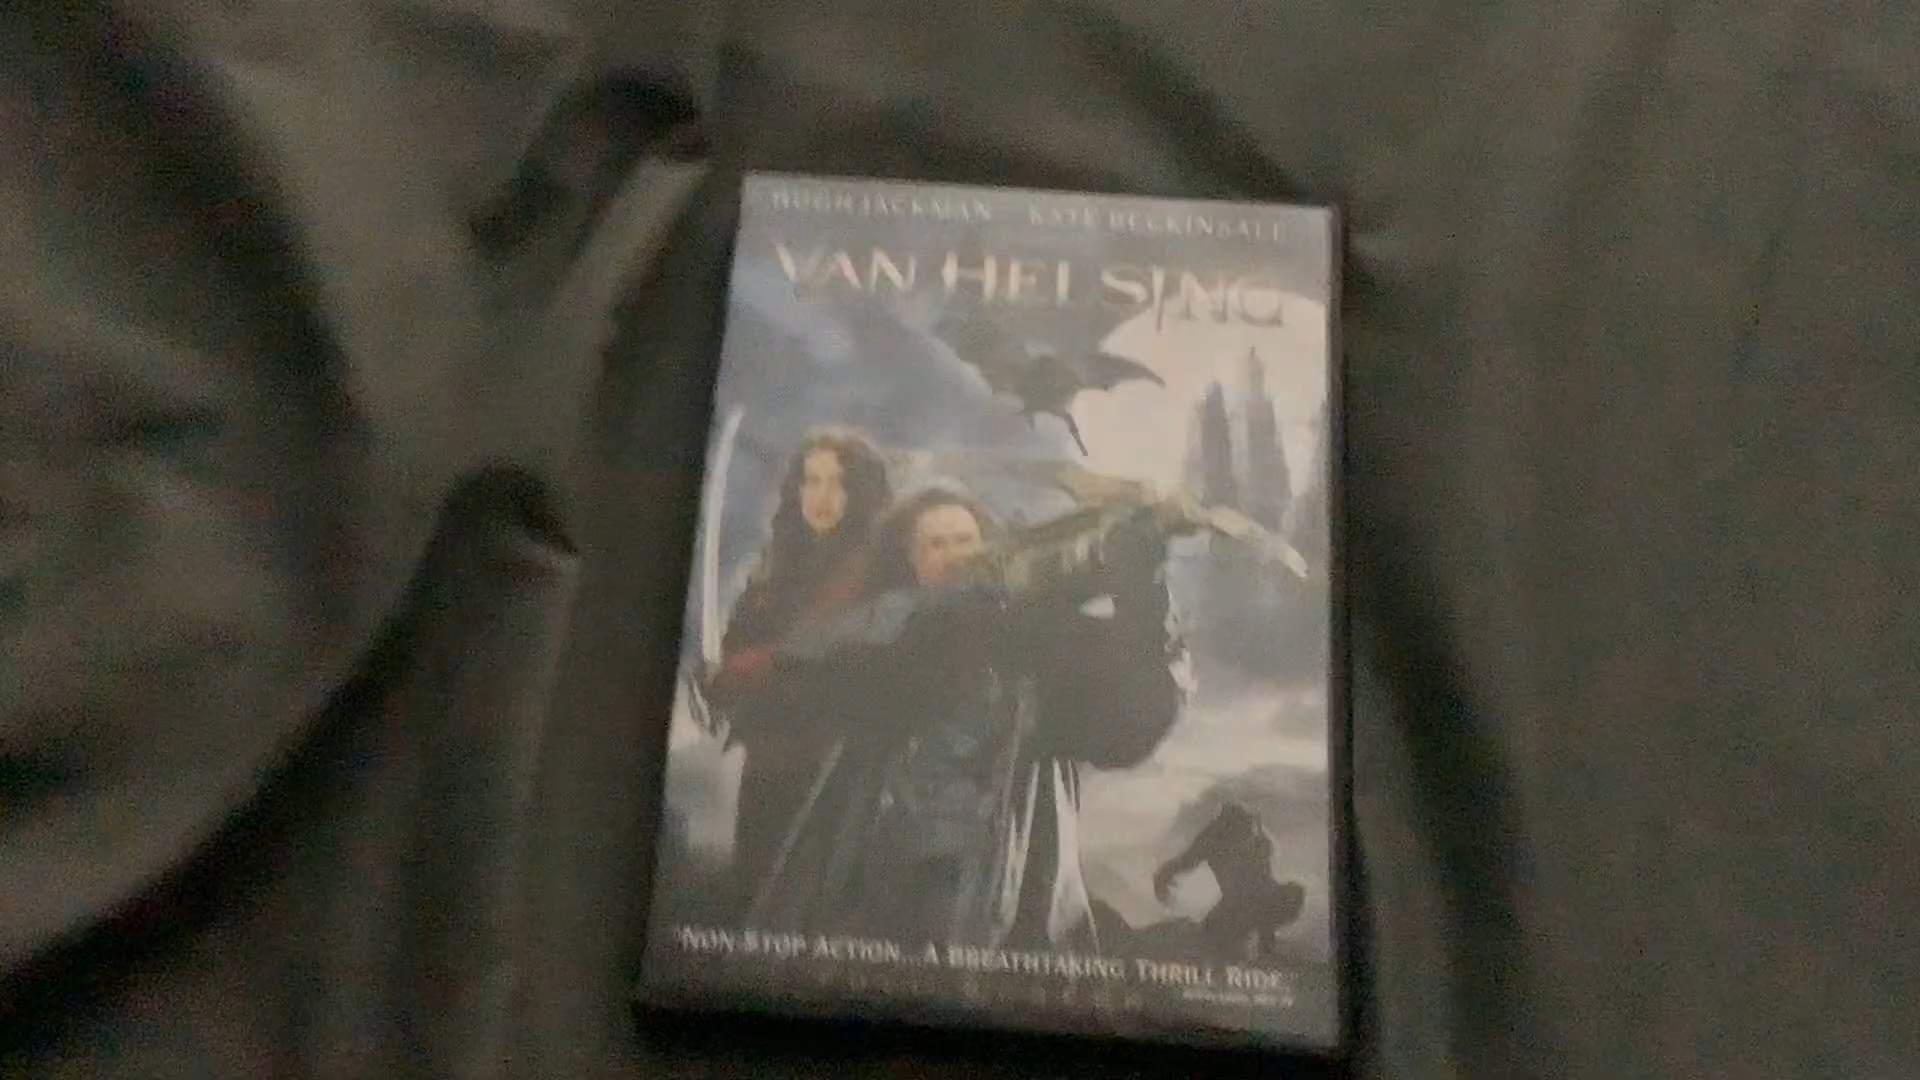 HUGH JACKMAN KATE BECKINSALE
VAN HELSING
"NON-STOP ACTION...A BREATHTAKING THRILL RIDE."